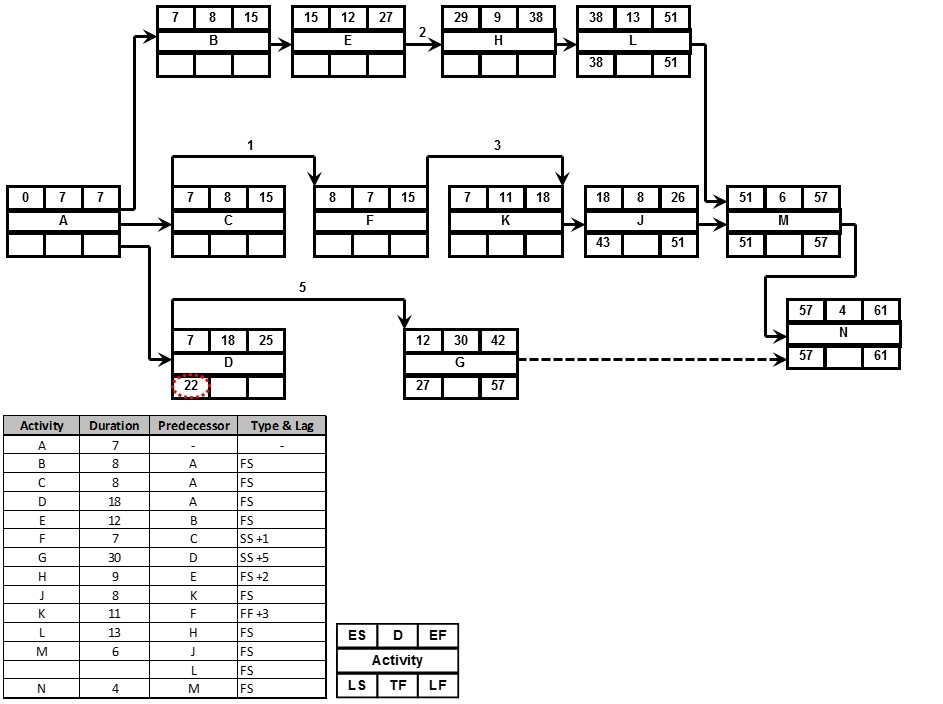 7 8 15
B
15 12 27
E
2
29 9 38
H
38 13 51
L
38 51
1
3
0 7 7
A
7 8 15
C
8 7 15
F
7 11 18
K
18 8 26
J
43 51
51 6 57
M
51 57
5
7 18 25
D
22
12 30 42
G
27 57
57 4 61
N
57 61
Activity Duration Predecessor Type & Lag
A 7 - -
B 8 A FS
C 8 A FS
D 18 A FS
E 12 B FS
F 7 C SS +1
G 30 D SS +5
H 9 E FS +2
J 8 K FS
K 11 F FF +3
L 13 H FS
M 6 J FS
L FS
N 4 M FS
ES D EF
Activity
LS TF LF